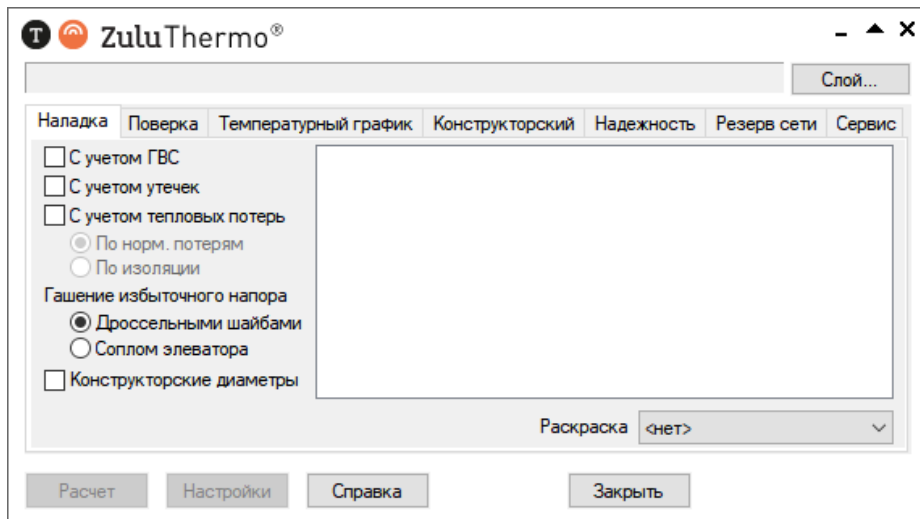 T ZuluThermo®
Слой...
Наладка Поверка Температурный график Конструкторский Надежность Резерв сети Сервис
С учетом ГВС
С учетом утечек
С учетом тепловых потерь
По норм. потерям
По изоляции
Гашение избыточного напора
Дроссельными шайбами
Соплом элеватора
Конструкторские диаметры
Раскраска <нет>
Расчет Настройки Справка Закрыть